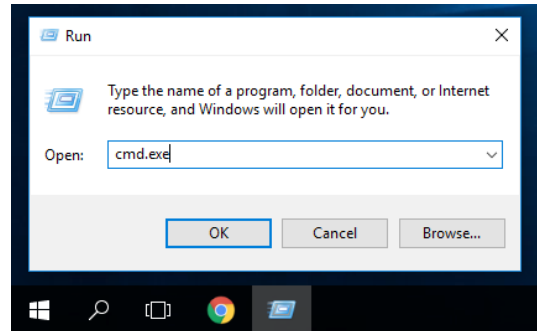 Run
Type the name of a program, folder, document, or Internet
resource, and Windows will open it for you.
Open: cmd.exe
OK Cancel Browse...